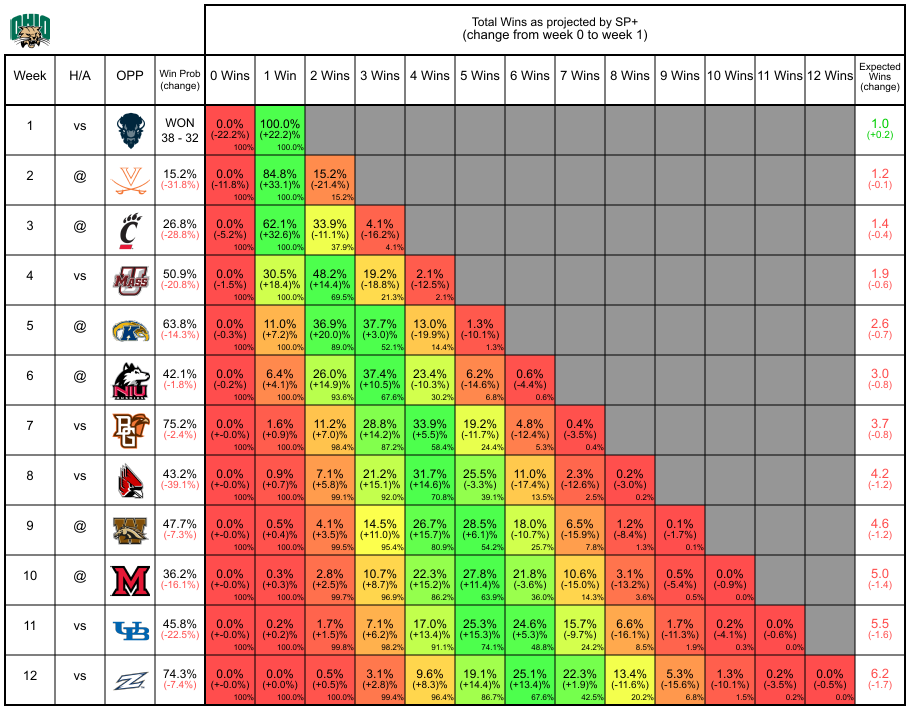 OHIO
Total Wins as projected by SP+
(change from week 0 to week 1)
Week H/A OPP Win Prob (change) 0 Wins 1 Win 2 Wins 3 Wins 4 Wins 5 Wins 6 Wins 7 Wins 8 Wins 9 Wins 10 Wins 11 Wins 12 Wins Expected Wins (change)
1 vs WON 0.0% 100.0% 1.0
38 - 32 (-22.2%) (+22.2)% (+0.2)
100% 100.0%
2 @ V 15.2% 0.0% 84.8% 15.2% 1.2
(-31.8%) (-11.8%) (+33.1)% (-21.4%) (-0.1)
100% 100.0% 15.2%
3 @ C 26.8% 0.0% 62.1% 33.9% 4.1% 1.4
(-28.8%) (-5.2%) (+32.6)% (-11.1%) (-16.2%) (-0.4)
100% 100.0% 37.9% 4.1%
4 vs U MASS 50.9% 0.0% 30.5% 48.2% 19.2% 2.1% 1.9
(-20.8%) (-1.5%) (+18.4)% (+14.4)% (-18.8%) (-12.5%) (-0.6)
100% 100.0% 69.5% 21.3% 2.1%
5 @ K 63.8% 0.0% 11.0% 36.9% 37.7% 13.0% 1.3% 2.6
(-14.3%) (-0.3%) (+7.2)% (+20.0)% (+3.0)% (-19.9%) (-10.1%) (-0.7)
100% 100.0% 89.0% 52.1% 14.4% 1.3%
6 @ NIU 42.1% 0.0% 6.4% 26.0% 37.4% 23.4% 6.2% 0.6% 3.0
(-1.8%) (-0.2%) (+4.1)% (+14.9)% (+10.5)% (-10.3%) (-14.6%) (-4.4%) (-0.8)
100% 100.0% 93.6% 67.6% 30.2% 6.8% 0.6%
7 vs BG 75.2% 0.0% 1.6% 11.2% 28.8% 33.9% 19.2% 4.8% 0.4% 3.7
(-2.4%) (+-0.0%) (+0.9)% (+7.0)% (+14.2)% (+5.5)% (-11.7%) (-12.4%) (-3.5%) (-0.8)
100% 100.0% 98.4% 87.2% 58.4% 24.4% 5.3% 0.4%
8 vs 43.2% 0.0% 0.9% 7.1% 21.2% 31.7% 25.5% 11.0% 2.3% 0.2% 4.2
(-39.1%) (+-0.0%) (+0.7)% (+5.8)% (+15.1)% (+14.6)% (-3.3%) (-17.4%) (-12.6%) (-3.0%) (-1.2)
100% 100.0% 99.1% 92.0% 70.8% 39.1% 13.5% 2.5% 0.2%
9 @ W 47.7% 0.0% 0.5% 4.1% 14.5% 26.7% 28.5% 18.0% 6.5% 1.2% 0.1% 4.6
(-7.3%) (+-0.0%) (+0.4)% (+3.5)% (+11.0)% (+15.7)% (+6.1)% (-10.7%) (-15.9%) (-8.4%) (-1.7%) (-1.2)
100% 100.0% 99.5% 95.4% 80.9% 54.2% 25.7% 7.8% 1.3% 0.1%
10 @ M 36.2% 0.0% 0.3% 2.8% 10.7% 22.3% 27.8% 21.8% 10.6% 3.1% 0.5% 0.0% 5.0
(-16.1%) (+-0.0%) (+0.3)% (+2.5)% (+8.7)% (+15.2)% (+11.4)% (-3.6%) (-15.0%) (-13.2%) (-5.4%) (-0.9%) (-1.4)
100% 100.0% 99.7% 96.9% 86.2% 63.9% 36.0% 14.3% 3.6% 0.5% 0.0%
11 vs UB 45.8% 0.0% 0.2% 1.7% 7.1% 17.0% 25.3% 24.6% 15.7% 6.6% 1.7% 0.2% 0.0% 5.5
(-22.5%) (+-0.0%) (+0.2)% (+1.5)% (+6.2)% (+13.4)% (+15.3)% (+5.3)% (-9.7%) (-16.1%) (-11.3%) (-4.1%) (-0.6%) (-1.6)
100% 100.0% 99.8% 98.2% 91.1% 74.1% 48.8% 24.2% 8.5% 1.9% 0.3% 0.0%
12 vs Z 74.3% 0.0% 0.0% 0.5% 3.1% 9.6% 19.1% 25.1% 22.3% 13.4% 5.3% 1.3% 0.2% 0.0% 6.2
(-7.4%) (+-0.0%) (+0.0)% (+0.5)% (+2.8)% (+8.3)% (+14.4)% (+13.4)% (+1.9)% (-11.6%) (-15.6%) (-10.1%) (-3.5%) (-0.5%) (-1.7)
100% 100.0% 100.0% 99.4% 96.4% 86.7% 67.6% 42.5% 20.2% 6.8% 1.5% 0.2% 0.0%